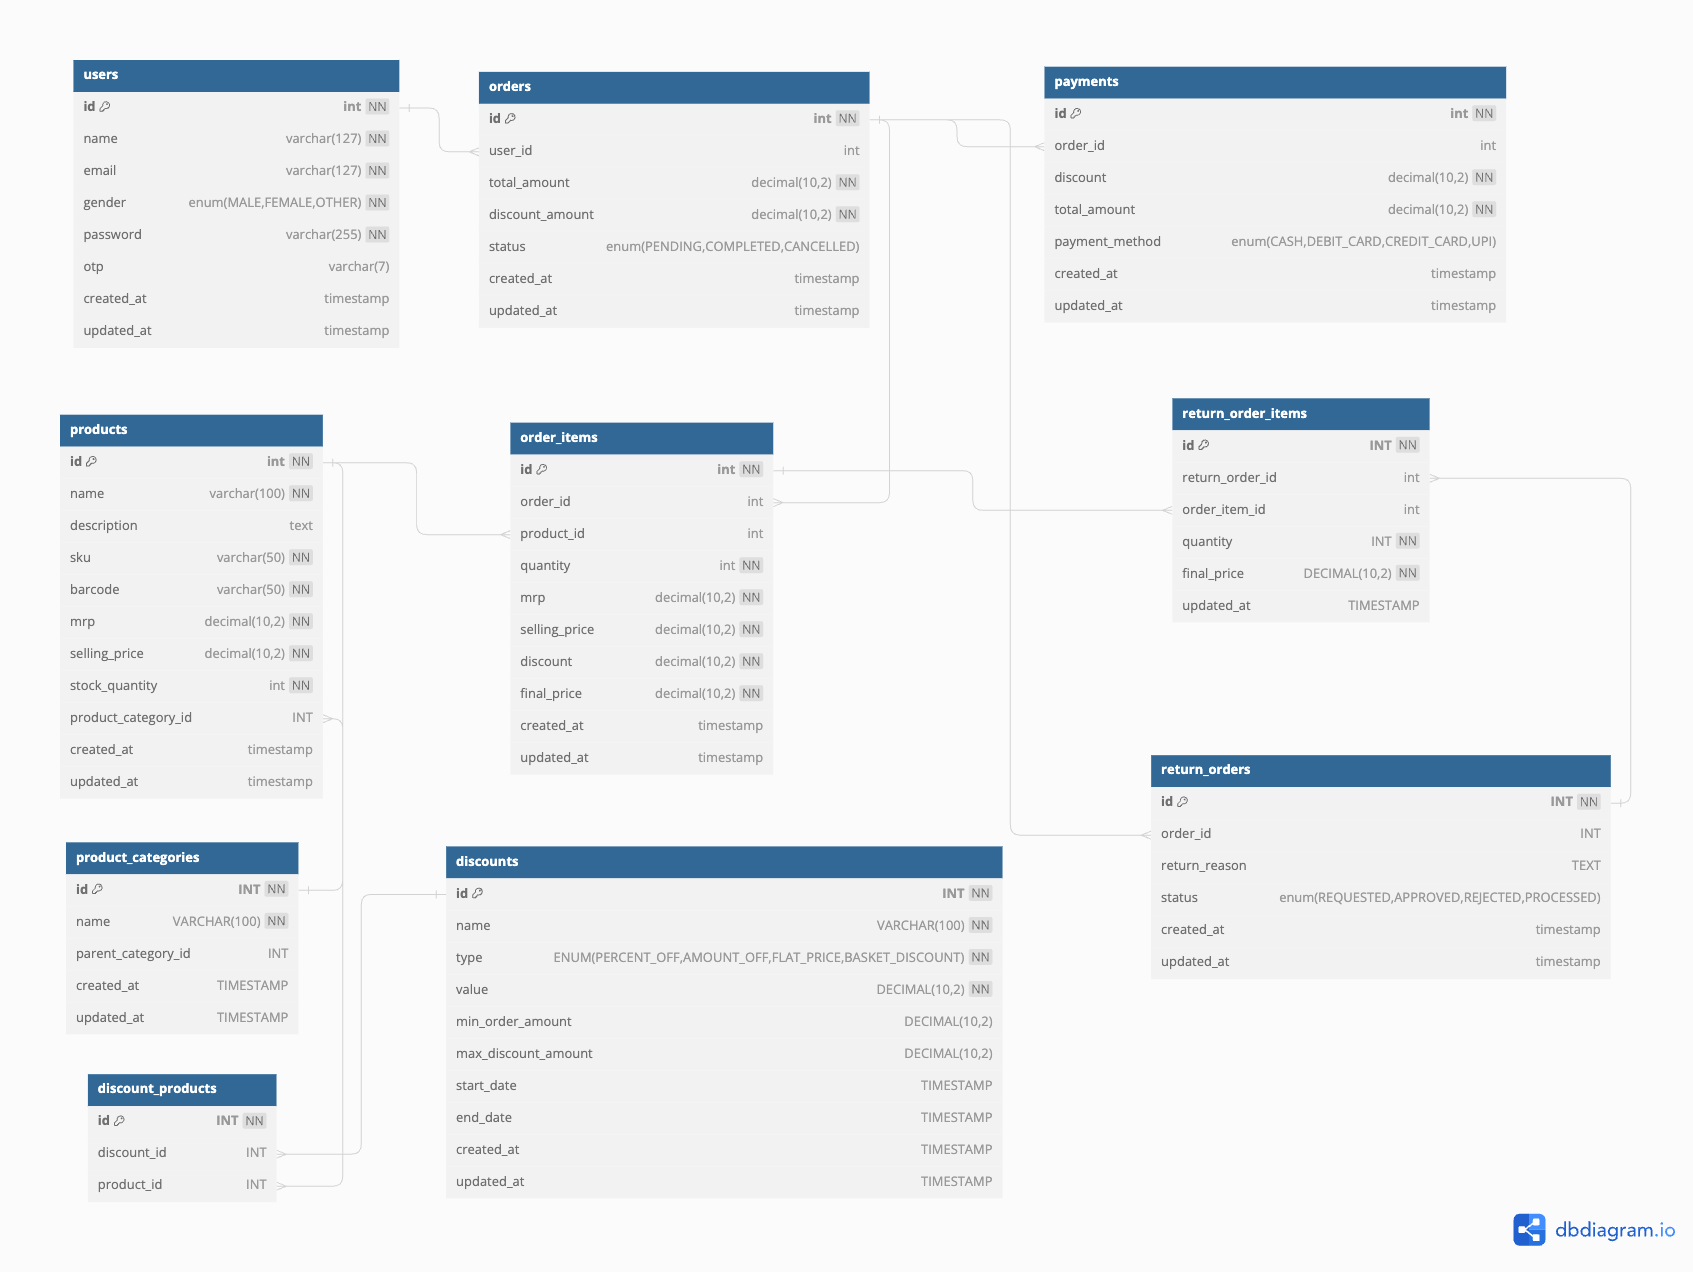 users
id int NN
name varchar(127) NN
email varchar(127) NN
gender enum(MALE,FEMALE,OTHER) NN
password varchar(255) NN
otp varchar(7)
created_at timestamp
updated_at timestamp
orders
id int NN
user_id int
total_amount decimal(10,2) NN
discount_amount decimal(10,2) NN
status enum(PENDING,COMPLETED,CANCELLED)
created_at timestamp
updated_at timestamp
payments
id int NN
order_id int
discount decimal(10,2) NN
total_amount decimal(10,2) NN
payment_method enum(CASH,DEBIT_CARD,CREDIT_CARD,UPI)
created_at timestamp
updated_at timestamp
products
id int NN
name varchar(100) NN
description text
sku varchar(50) NN
barcode varchar(50) NN
mrp decimal(10,2) NN
selling_price decimal(10,2) NN
stock_quantity int NN
product_category_id INT
created_at timestamp
updated_at timestamp
order_items
id int NN
order_id int
product_id int
quantity int NN
mrp decimal(10,2) NN
selling_price decimal(10,2) NN
discount decimal(10,2) NN
final_price decimal(10,2) NN
created_at timestamp
updated_at timestamp
return_order_items
id INT NN
return_order_id int
order_item_id int
quantity INT NN
final_price DECIMAL(10,2) NN
updated_at TIMESTAMP
return_orders
id INT NN
order_id INT
return_reason TEXT
status enum(REQUESTED,APPROVED,REJECTED,PROCESSED)
created_at timestamp
updated_at timestamp
product_categories
id INT NN
name VARCHAR(100) NN
parent_category_id INT
created_at TIMESTAMP
updated_at TIMESTAMP
discounts
id INT NN
name VARCHAR(100) NN
type ENUM(PERCENT_OFF,AMOUNT_OFF,FLAT_PRICE,BASKET_DISCOUNT) NN
value DECIMAL(10,2) NN
min_order_amount DECIMAL(10,2)
max_discount_amount DECIMAL(10,2)
start_date TIMESTAMP
end_date TIMESTAMP
created_at TIMESTAMP
updated_at TIMESTAMP
discount_products
id INT NN
discount_id INT
product_id INT
dbdiagram.io